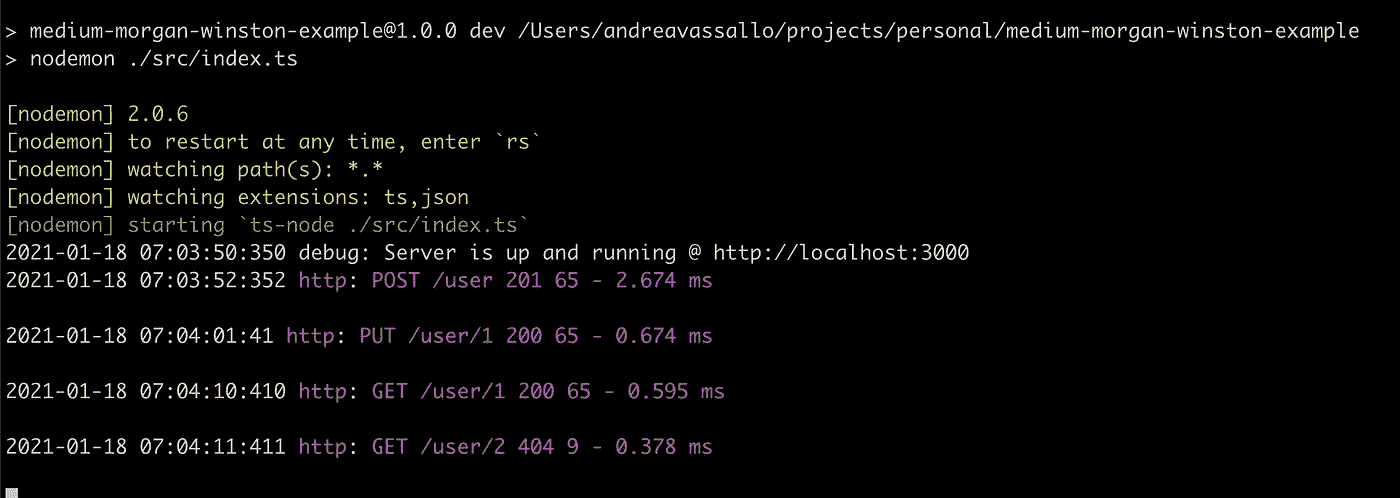 > medium-morgan-winston-example@1.0.0 dev /Users/andreavassallo/projects/personal/medium-morgan-winston-example
> nodemon ./src/index.ts
[nodemon] 2.0.6
[nodemon] to restart at any time, enter `rs`
[nodemon] watching path(s): *.*
[nodemon] watching extensions: ts,json
[nodemon] starting `ts-node ./src/index.ts`
2021-01-18 07:03:50:350 debug: Server is up and running @ http://localhost:3000
2021-01-18 07:03:52:352 http: POST /user 201 65 - 2.674 ms
2021-01-18 07:04:01:41 http: PUT /user/1 200 65 - 0.674 ms
2021-01-18 07:04:10:410 http: GET /user/1 200 65 - 0.595 ms
2021-01-18 07:04:11:411 http: GET /user/2 404 9 - 0.378 ms